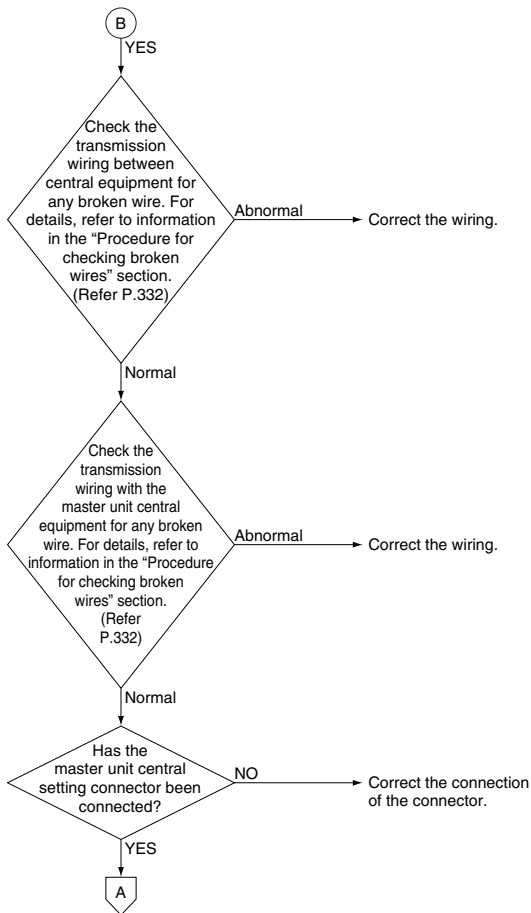 B
YES
Check the
transmission
wiring between
central equipment for
any broken wire. For
details, refer to information
in the “Procedure for
checking broken
wires” section.
(Refer P.332)
Abnormal
Correct the wiring.
Normal
Check the
transmission
wiring with the
master unit central
equipment for any broken
wire. For details, refer to
information in the “Procedure
for checking broken
wires” section.
(Refer
P.332)
Abnormal
Correct the wiring.
Normal
Has the
master unit central
setting connector been
connected?
NO
Correct the connection
of the connector.
YES
A